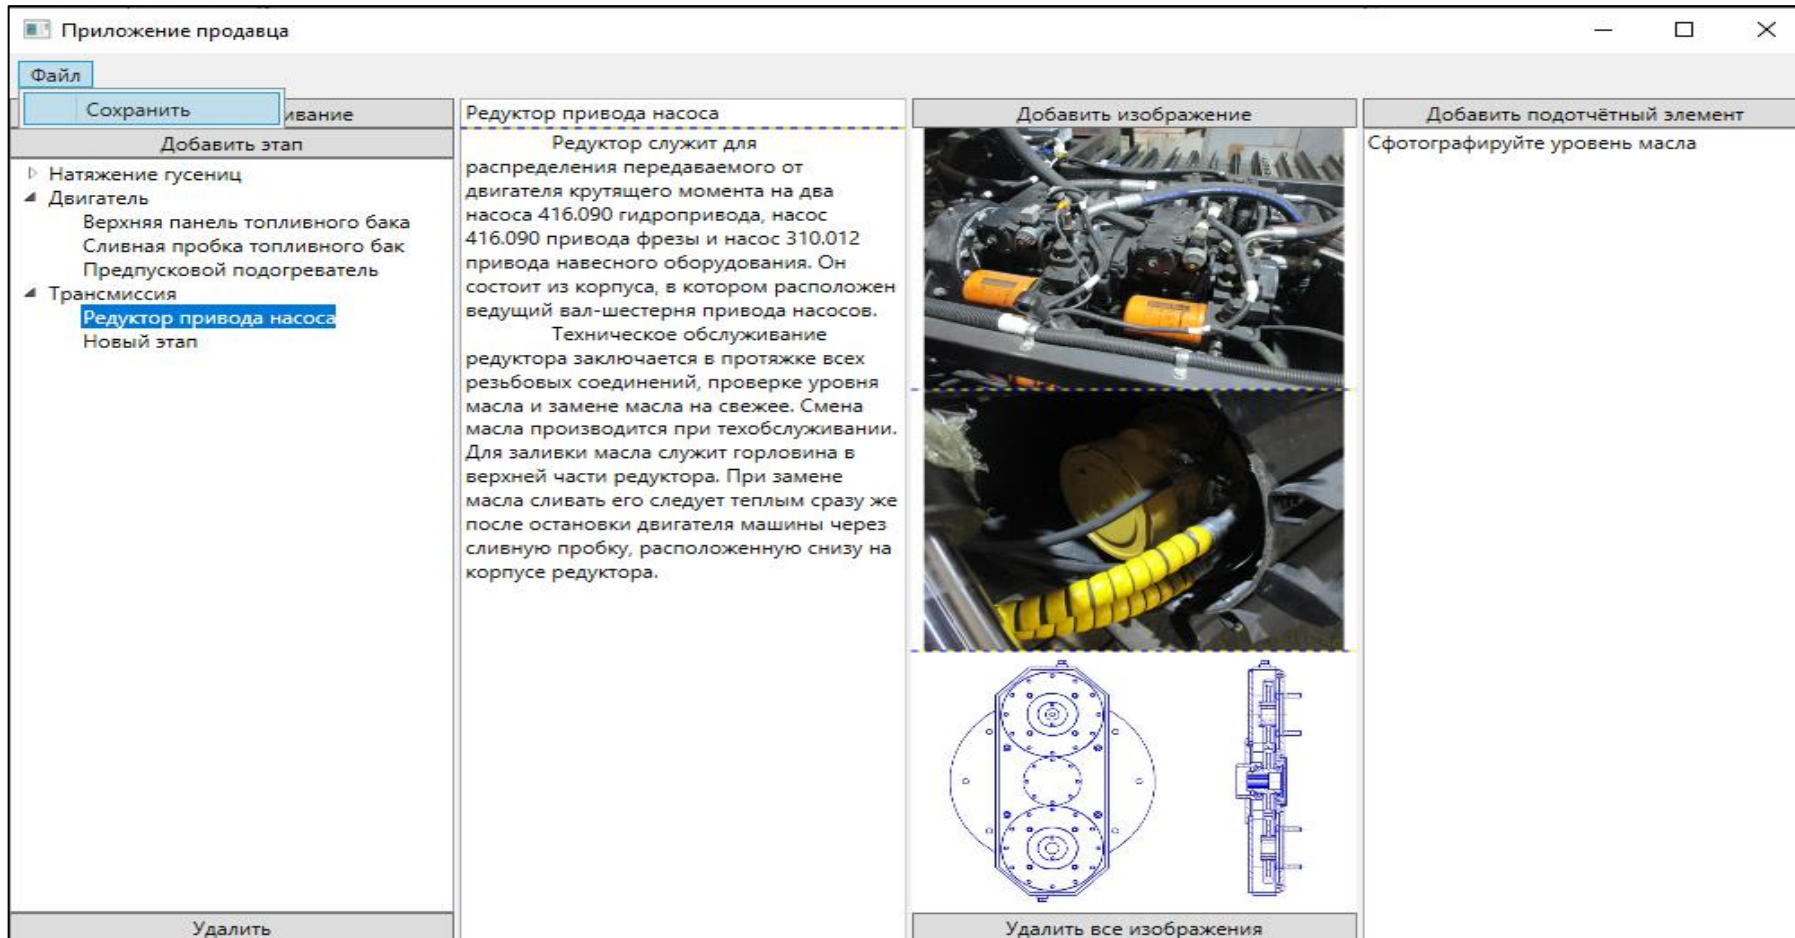 Приложение продавца
Файл
Сохранить
ивание
Добавить этап
Натяжение гусениц
Двигатель
Верхняя панель топливного бака
Сливная пробка топливного бак
Предпусковой подогреватель
Трансмиссия
Редуктор привода насоса
Новый этап
Удалить
Редуктор привода насоса
Редуктор служит для
распределения передаваемого от
двигателя крутящего момента на два
насоса 416.090 гидропривода, насос
416.090 привода фрезы и насос 310.012
привода навесного оборудования. Он
состоит из корпуса, в котором расположен
ведущий вал-шестерня привода насосов.
Техническое обслуживание
редуктора заключается в протяжке всех
резьбовых соединений, проверке уровня
масла и замене масла на свежее. Смена
масла производится при техобслуживании.
Для заливки масла служит горловина в
верхней части редуктора. При замене
масла сливать его следует теплым сразу же
после остановки двигателя машины через
сливную пробку, расположенную снизу на
корпусе редуктора.
Добавить изображение
Удалить все изображения
Добавить подотчётный элемент
Сфотографируйте уровень масла